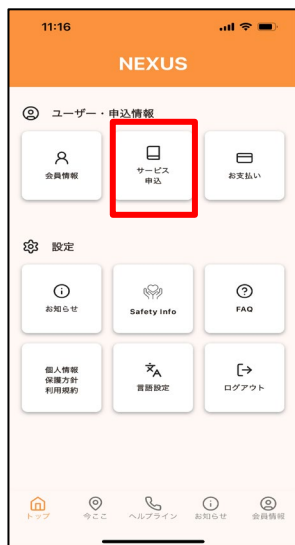 11:16
NEXUS
ユーザー・申込情報
会員情報
サービス
申込
お支払い
設定
お知らせ
Safety Info
FAQ
個人情報
保護方針
利用規約
言語設定
ログアウト
トップ
今ここ
ヘルプライン
お知らせ
会員情報